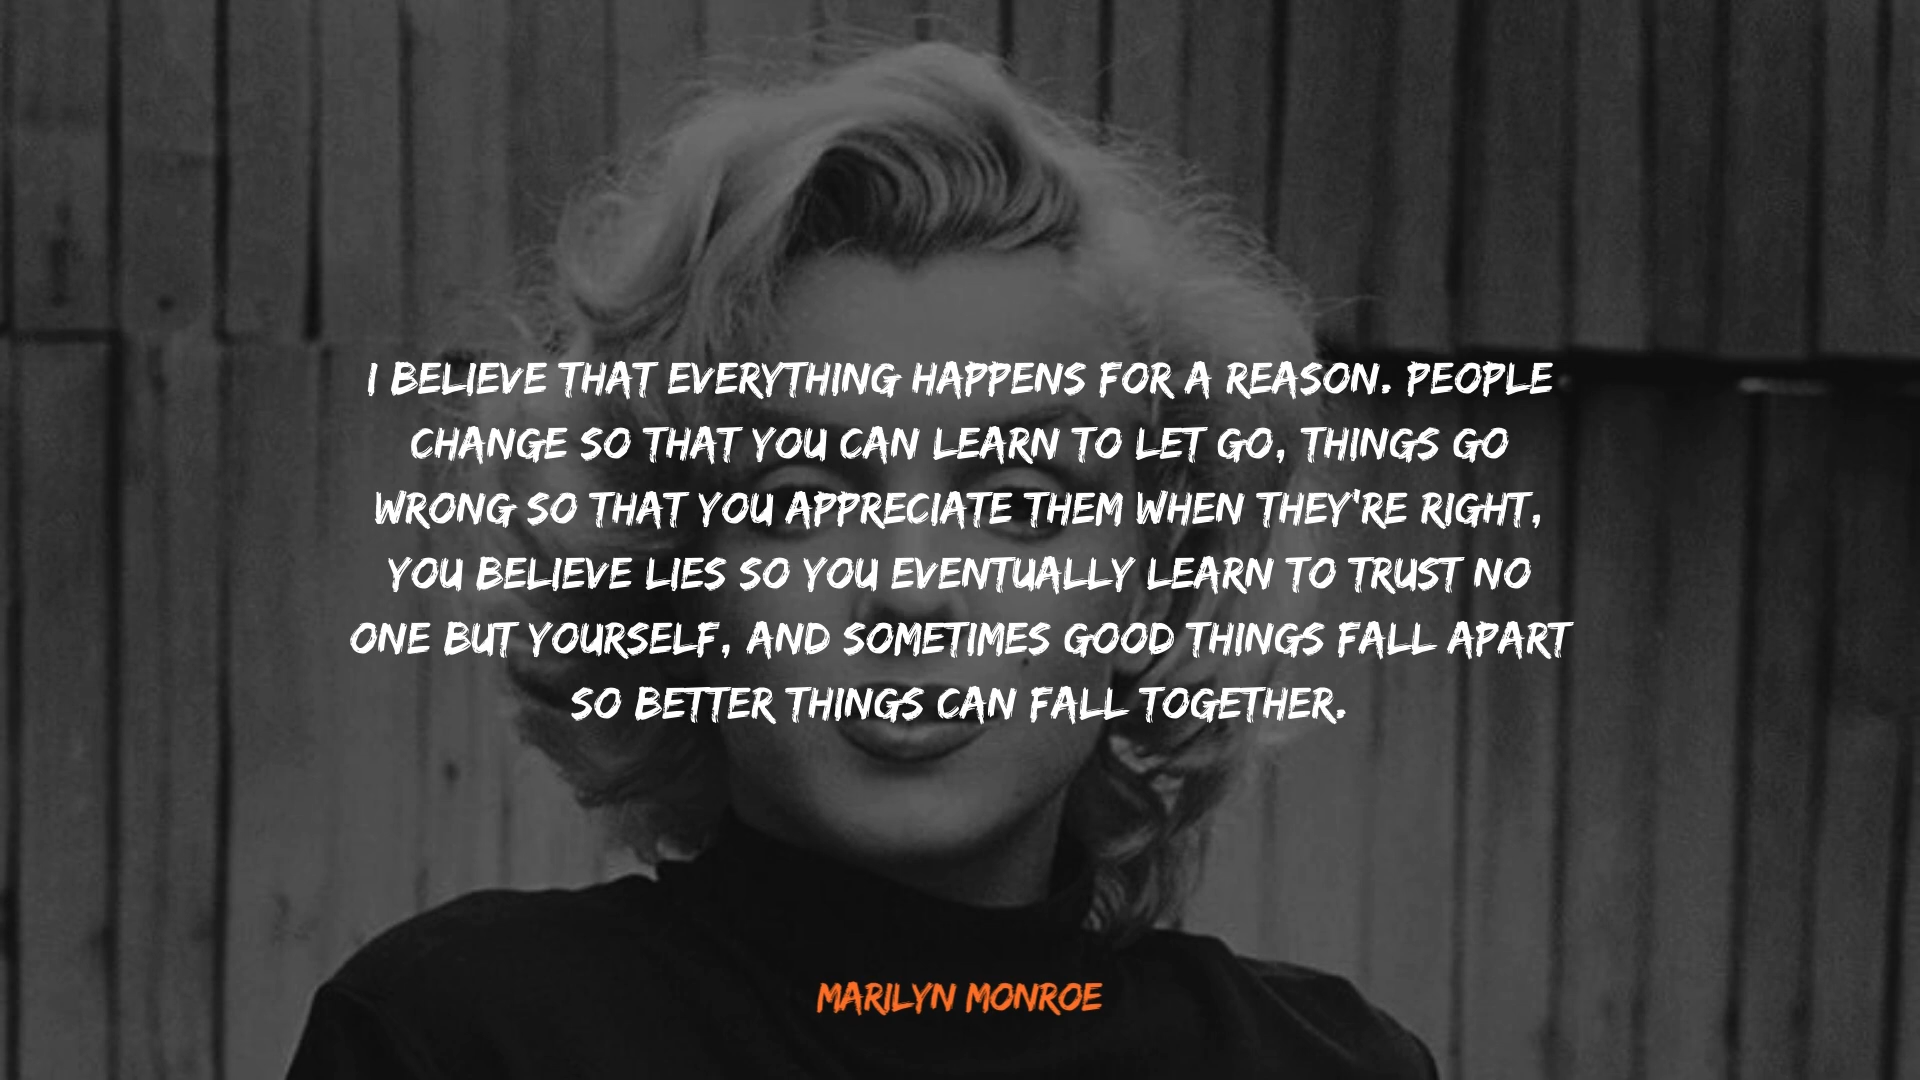 I BELIEVE THAT EVERYTHING HAPPENS FOR A REASON. PEOPLE
CHANGE SO THAT YOU CAN LEARN TO LET GO, THINGS GO
WRONG SO THAT YOU APPRECIATE THEM WHEN THEY'RE RIGHT,
YOU BELIEVE LIES SO YOU EVENTUALLY LEARN TO TRUST NO
ONE BUT YOURSELF, AND SOMETIMES GOOD THINGS FALL APART
SO BETTER THINGS CAN FALL TOGETHER.
MARILYN MONROE